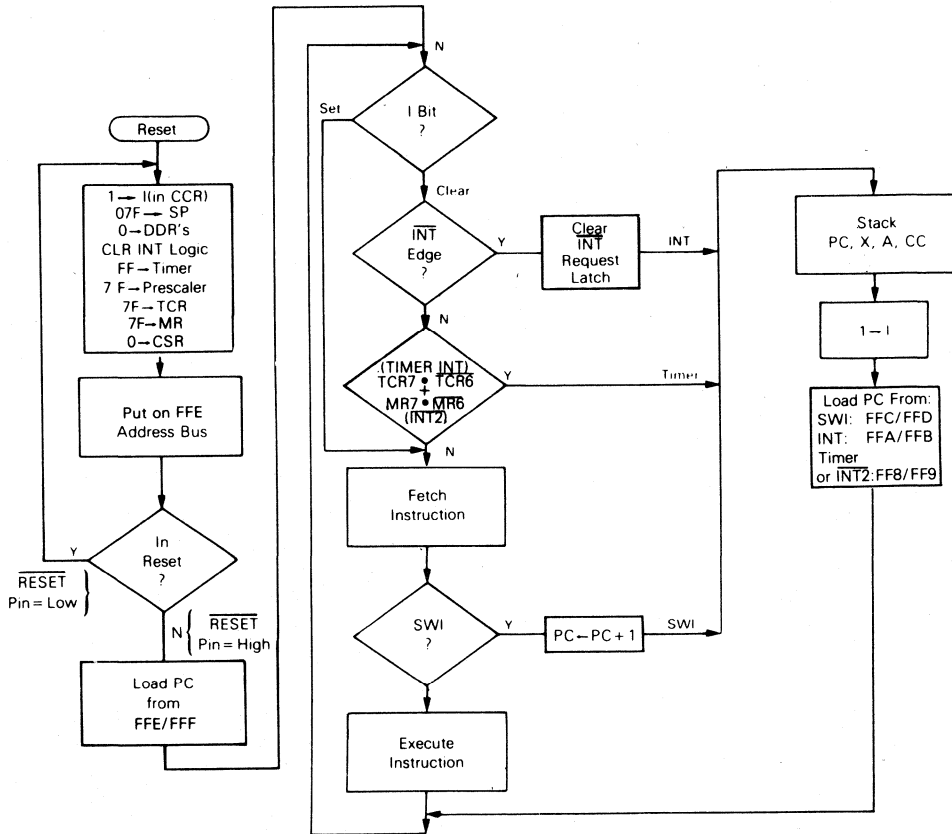 Reset
1→I(in CCR)
07F→SP
0→DDR's
CLR INT Logic
FF→Timer
7F→Prescaler
7F→TCR
7F→MR
0→CSR
Put on FFE
Address Bus
In
Reset
?
Y
RESET
Pin=Low
N
RESET
Pin=High
Load PC
from
FFE/FFF
N
I Bit
?
Set
Clear
INT
Edge
?
Y
Clear
INT
Request
Latch
INT
N
(TIMER INT)
TCR7 • TCR6
+
MR7 • MR6
(INT2)
Y
Timer
N
Fetch
Instruction
SWI
?
Y
PC←PC+1
SWI
Execute
Instruction
Stack
PC, X, A, CC
1–I
Load PC From:
SWI: FFC/FFD
INT: FFA/FFB
Timer
or INT2:FF8/FF9